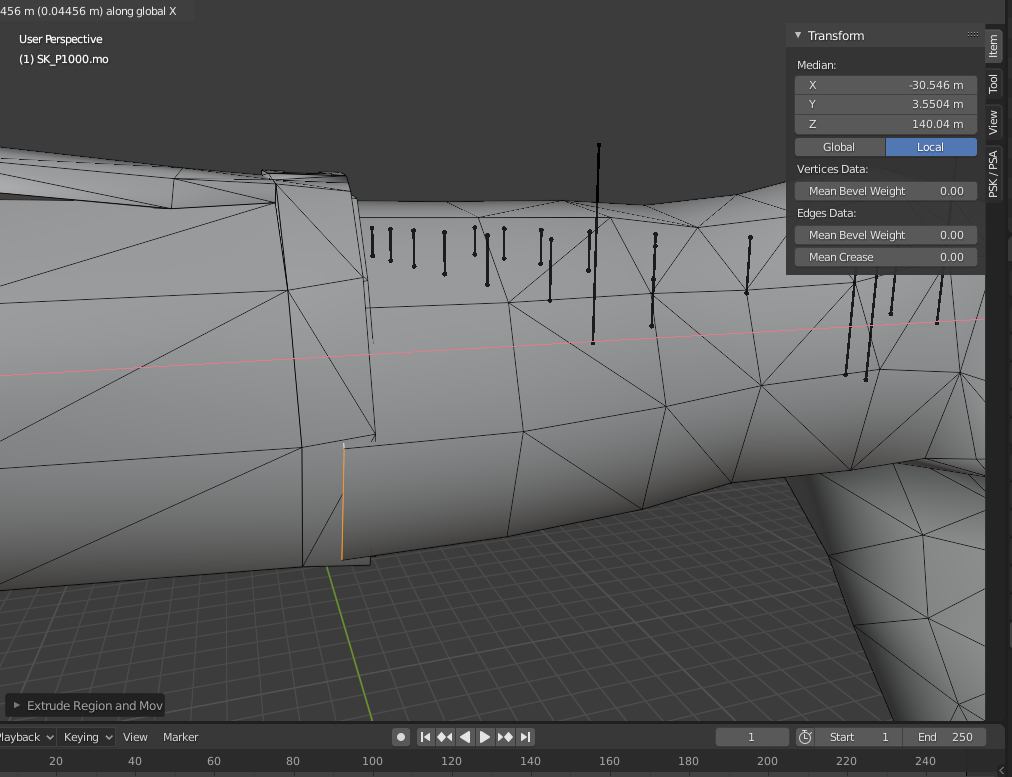 456 m (0.04456 m) along global X
User Perspective
(1) SK_P1000.mo
Transform
Median:
X -30.546 m
Y 3.5504 m
Z 140.04 m
Global Local
Vertices Data:
Mean Bevel Weight 0.00
Edges Data:
Mean Bevel Weight 0.00
Mean Crease 0.00
Item
Tool
View
PSK / PSA
Extrude Region and Mov
Playback Keying View Marker 1 Start 1 End 250
20 40 60 80 100 120 140 160 180 200 220 240